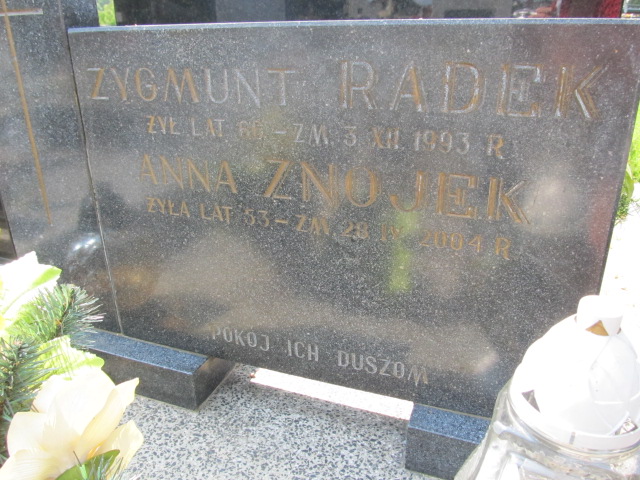 ZYGMUNT RADEK
ŻYŁ LAT - ZM. 3 XII 1993 R
ANNA ZNOJEK
ŻYŁA LAT 53 - ZM. 28 IV 2004 R
POKÓJ ICH DUSZOM